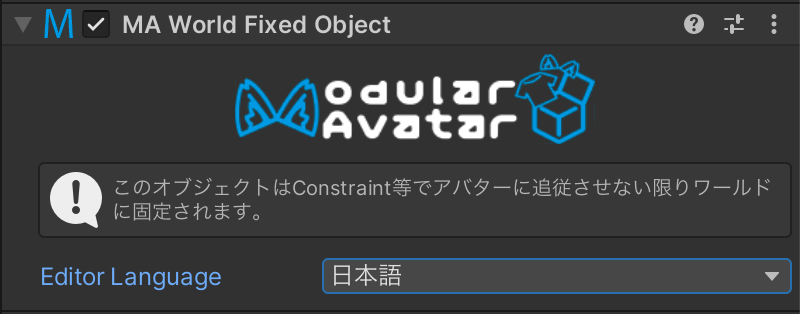 MA World Fixed Object
Modular
Avatar
このオブジェクトはConstraint等でアバターに追従させない限りワールド
に固定されます。
Editor Language 日本語